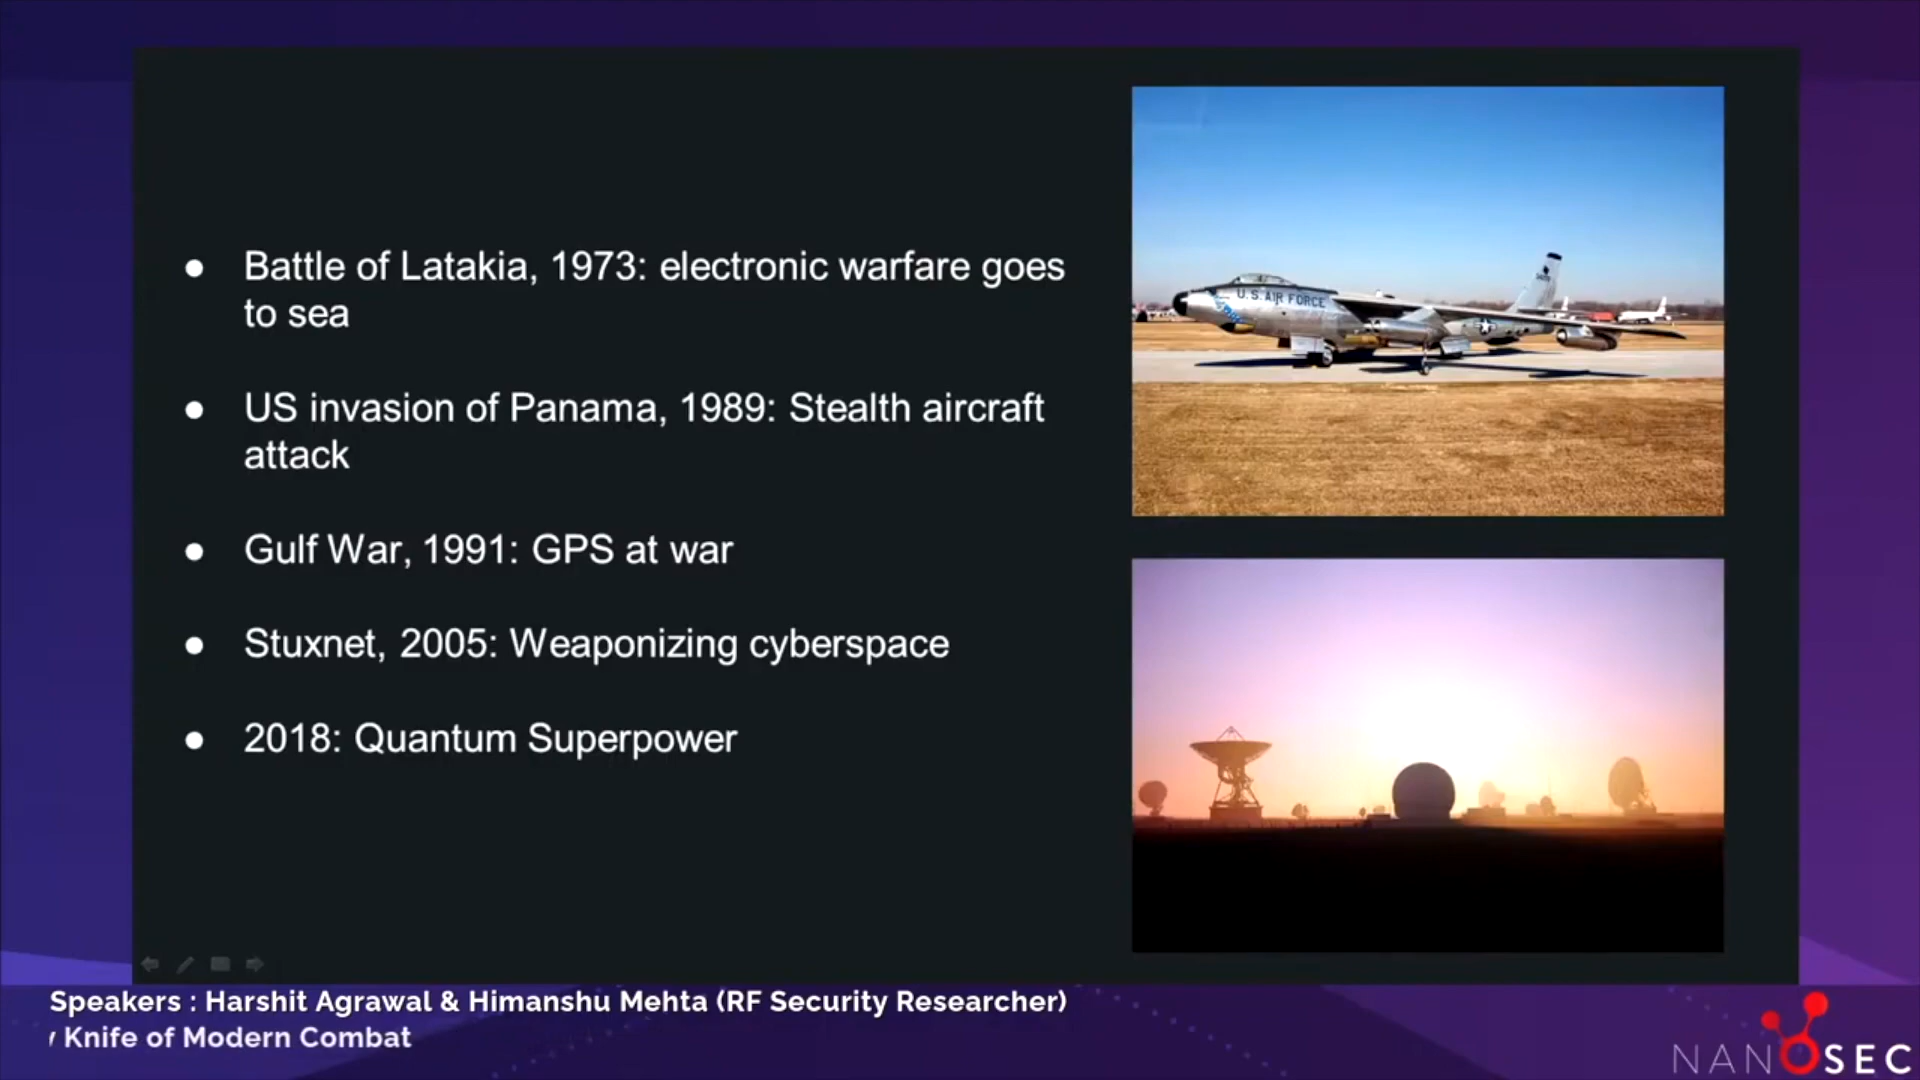 ● Battle of Latakia, 1973: electronic warfare goes
to sea
● US invasion of Panama, 1989: Stealth aircraft
attack
● Gulf War, 1991: GPS at war
● Stuxnet, 2005: Weaponizing cyberspace
● 2018: Quantum Superpower
U.S. AIR FORCE
Speakers : Harshit Agrawal & Himanshu Mehta (RF Security Researcher)
Knife of Modern Combat
NANOSEC